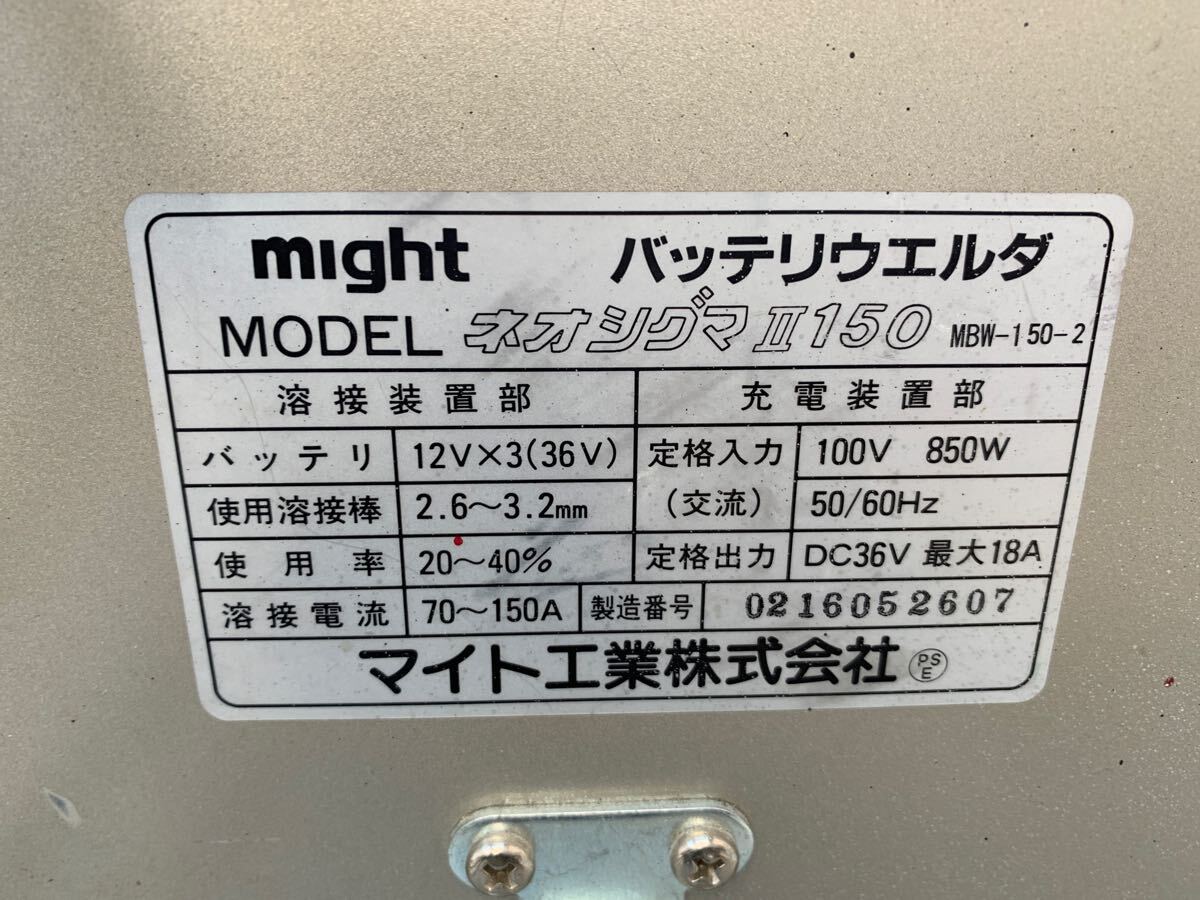 might バッテリウエルダ
MODEL ネオシグマⅡ150 MBW-150-2
溶接装置部 充電装置部
バッテリ 12V×3(36V) 定格入力 100V 850W
使用溶接棒 2.6〜3.2mm (交流) 50/60Hz
使用率 20〜40% 定格出力 DC36V 最大18A
溶接電流 70〜150A 製造番号 0216052607
マイト工業株式会社 PSE